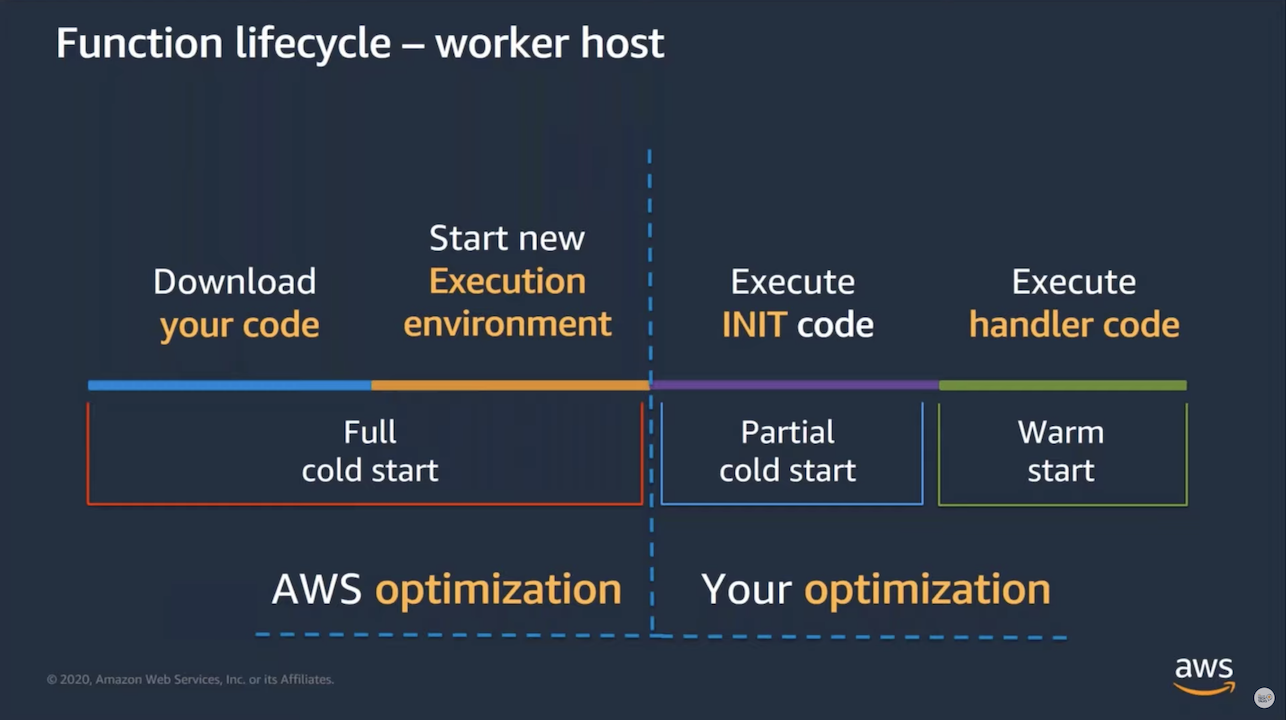 Function lifecycle – worker host
Download
your code
Start new
Execution
environment
Execute
INIT code
Execute
handler code
Full
cold start
Partial
cold start
Warm
start
AWS optimization
Your optimization
© 2020, Amazon Web Services, Inc. or its Affiliates.
aws